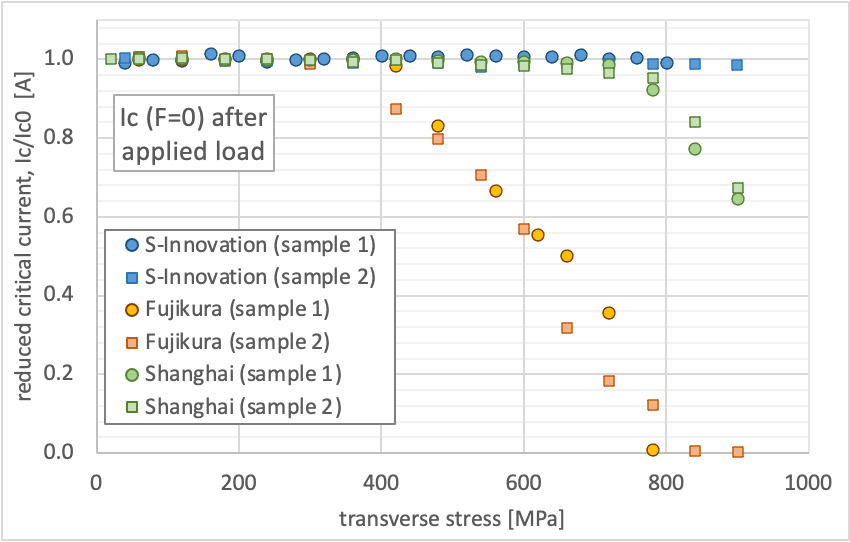 1.0
0.8
0.6
0.4
0.2
0.0
reduced critical current, Ic/Ic0 [A]
Ic (F=0) after
applied load
S-Innovation (sample 1)
S-Innovation (sample 2)
Fujikura (sample 1)
Fujikura (sample 2)
Shanghai (sample 1)
Shanghai (sample 2)
0 200 400 600 800 1000
transverse stress [MPa]